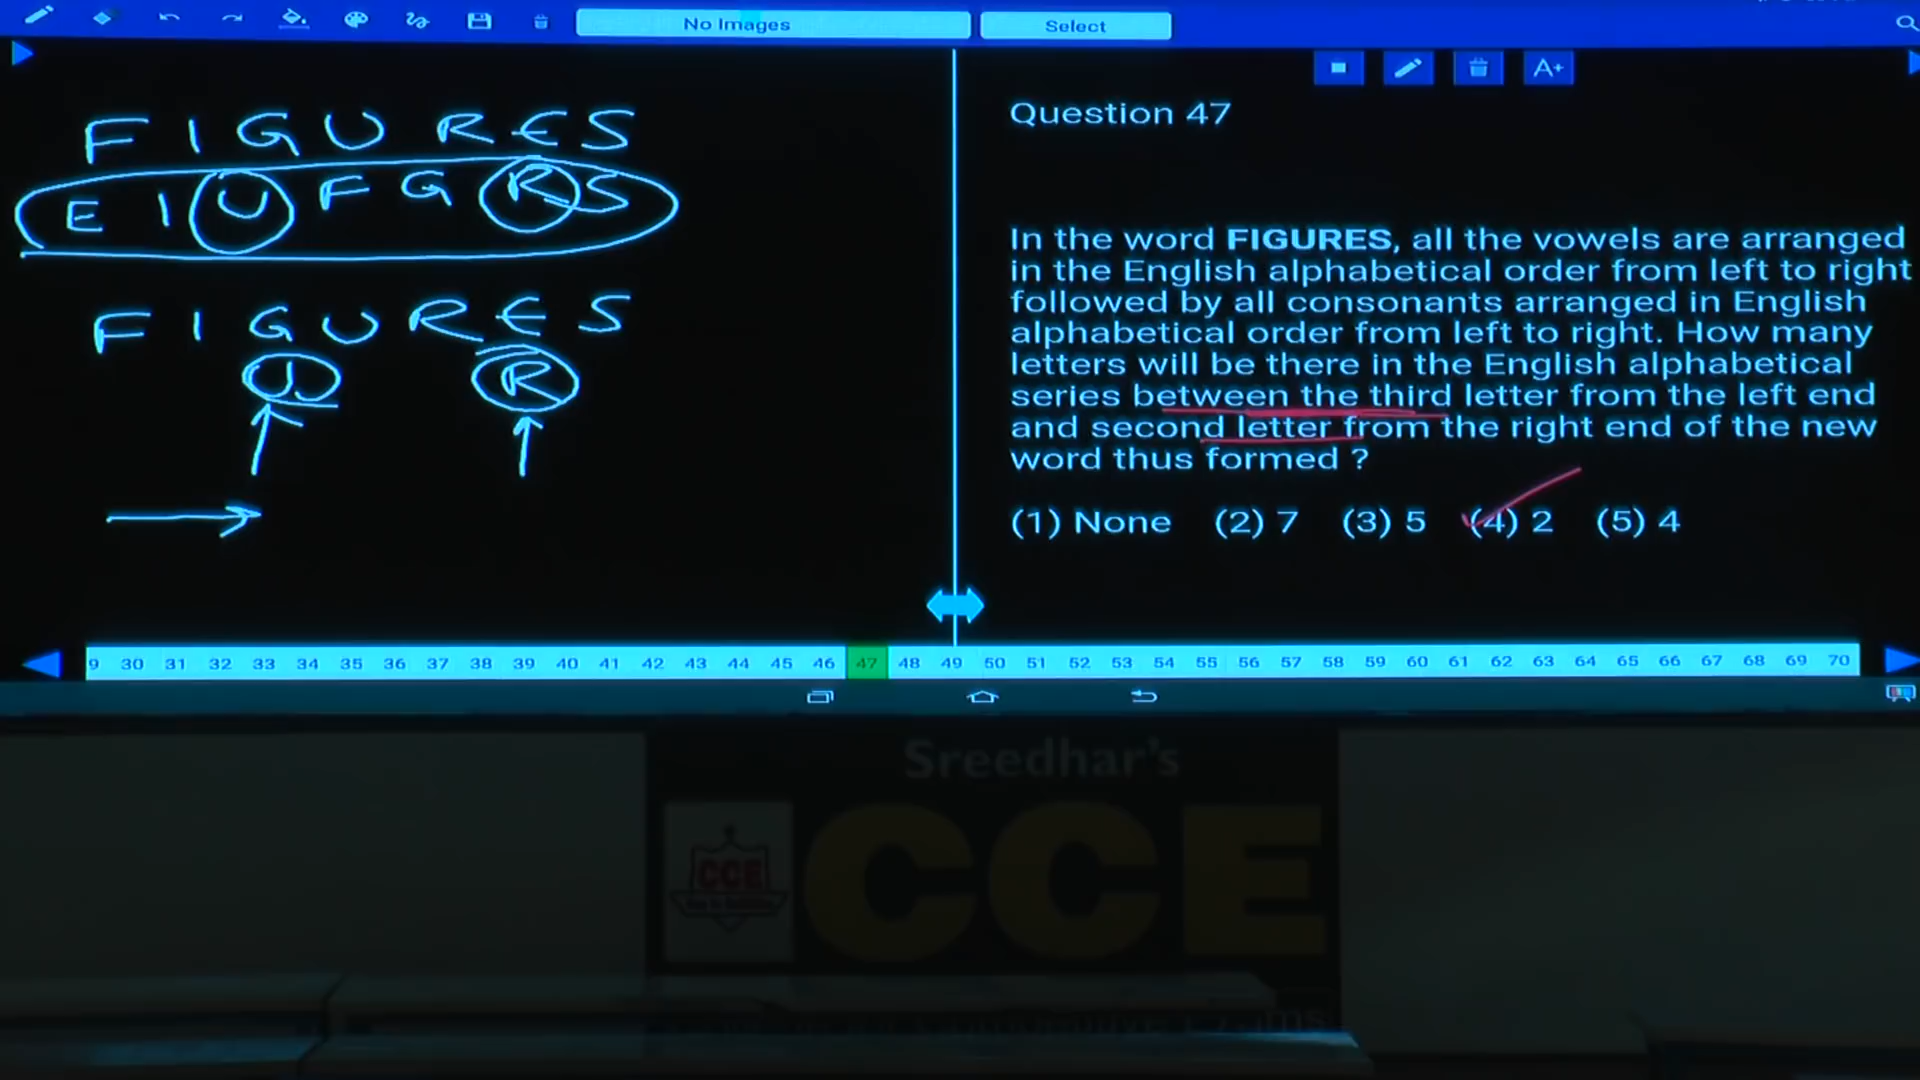 No Images
Select
A+
F I G U R E S
E I U F G R S
F I G U R E S
U R
Question 47
In the word FIGURES, all the vowels are arranged
in the English alphabetical order from left to right
followed by all consonants arranged in English
alphabetical order from left to right. How many
letters will be there in the English alphabetical
series between the third letter from the left end
and second letter from the right end of the new
word thus formed ?
(1) None (2) 7 (3) 5 (4) 2 (5) 4
9 30 31 32 33 34 35 36 37 38 39 40 41 42 43 44 45 46 47 48 49 50 51 52 53 54 55 56 57 58 59 60 61 62 63 64 65 66 67 68 69 70
Sreedhar's
CCE
CCE